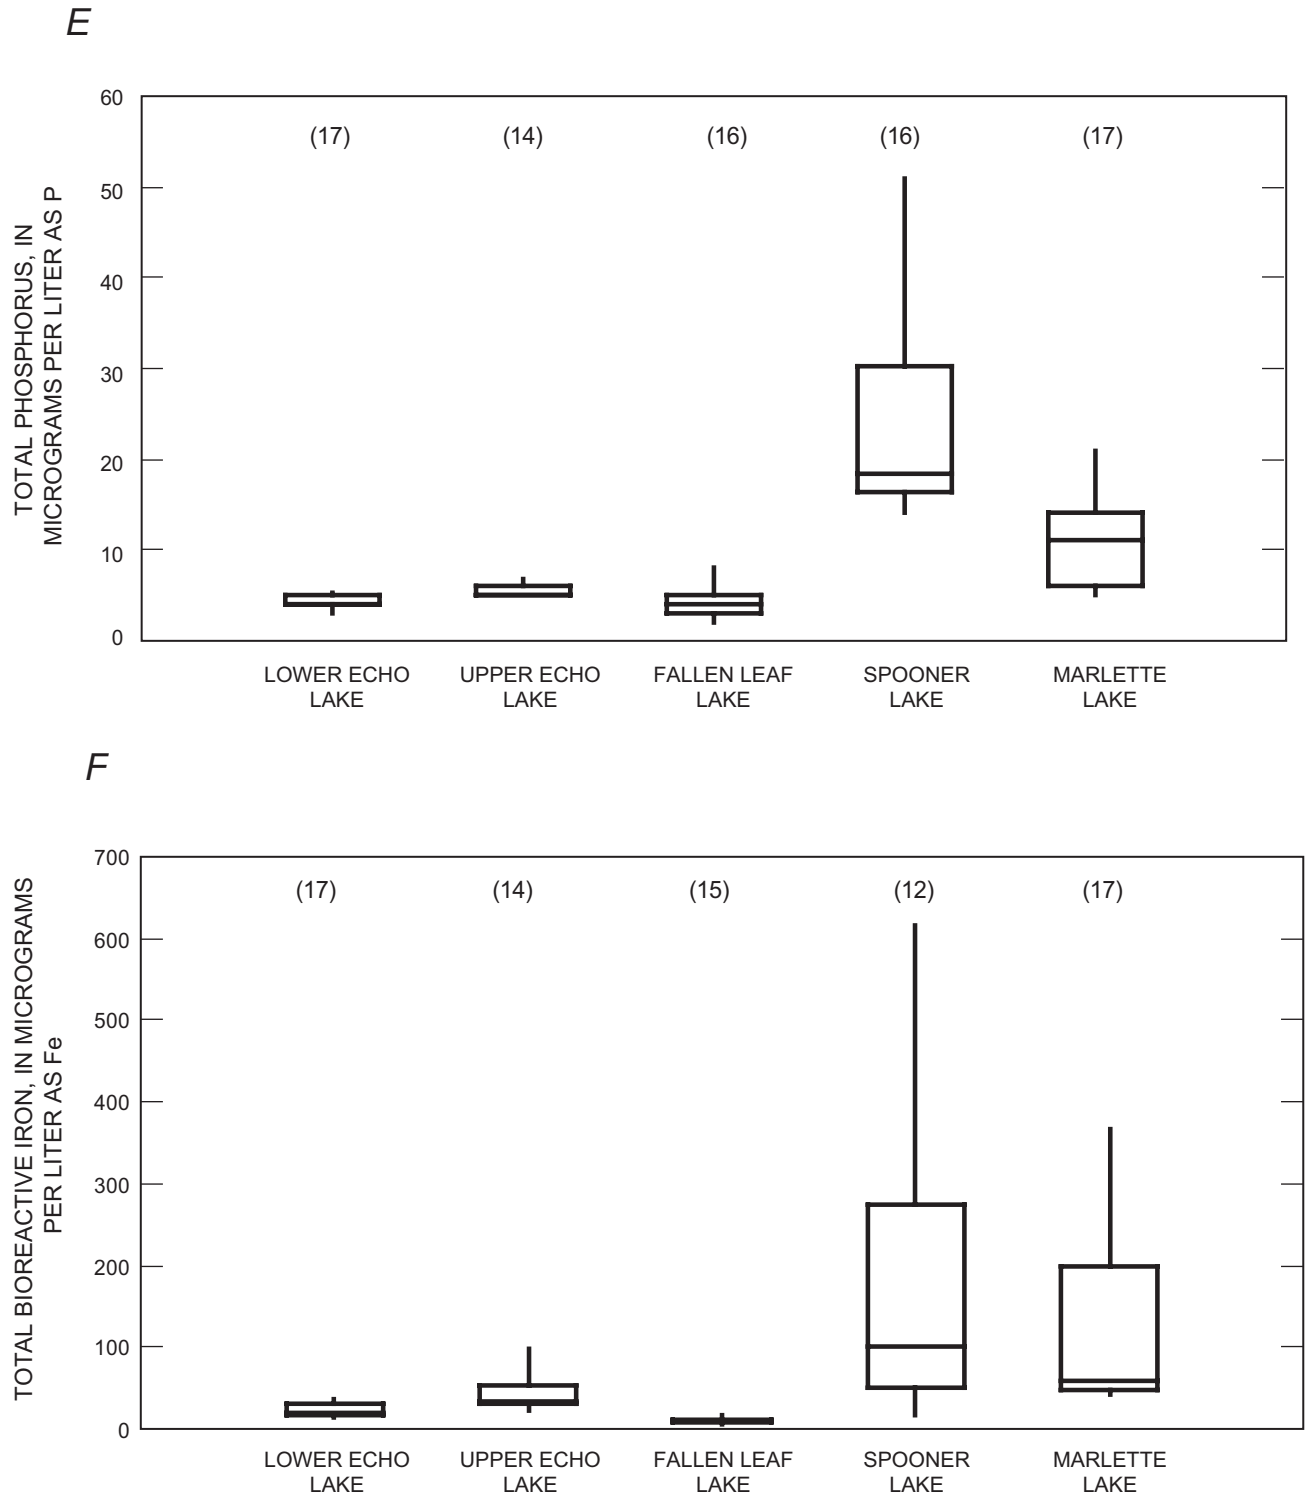 E
TOTAL PHOSPHORUS, IN
MICROGRAMS PER LITER AS P
60
50
40
30
20
10
0
(17) (14) (16) (16) (17)
LOWER ECHO
LAKE
UPPER ECHO
LAKE
FALLEN LEAF
LAKE
SPOONER
LAKE
MARLETTE
LAKE
F
TOTAL BIOREACTIVE IRON, IN MICROGRAMS
PER LITER AS Fe
700
600
500
400
300
200
100
0
(17) (14) (15) (12) (17)
LOWER ECHO
LAKE
UPPER ECHO
LAKE
FALLEN LEAF
LAKE
SPOONER
LAKE
MARLETTE
LAKE